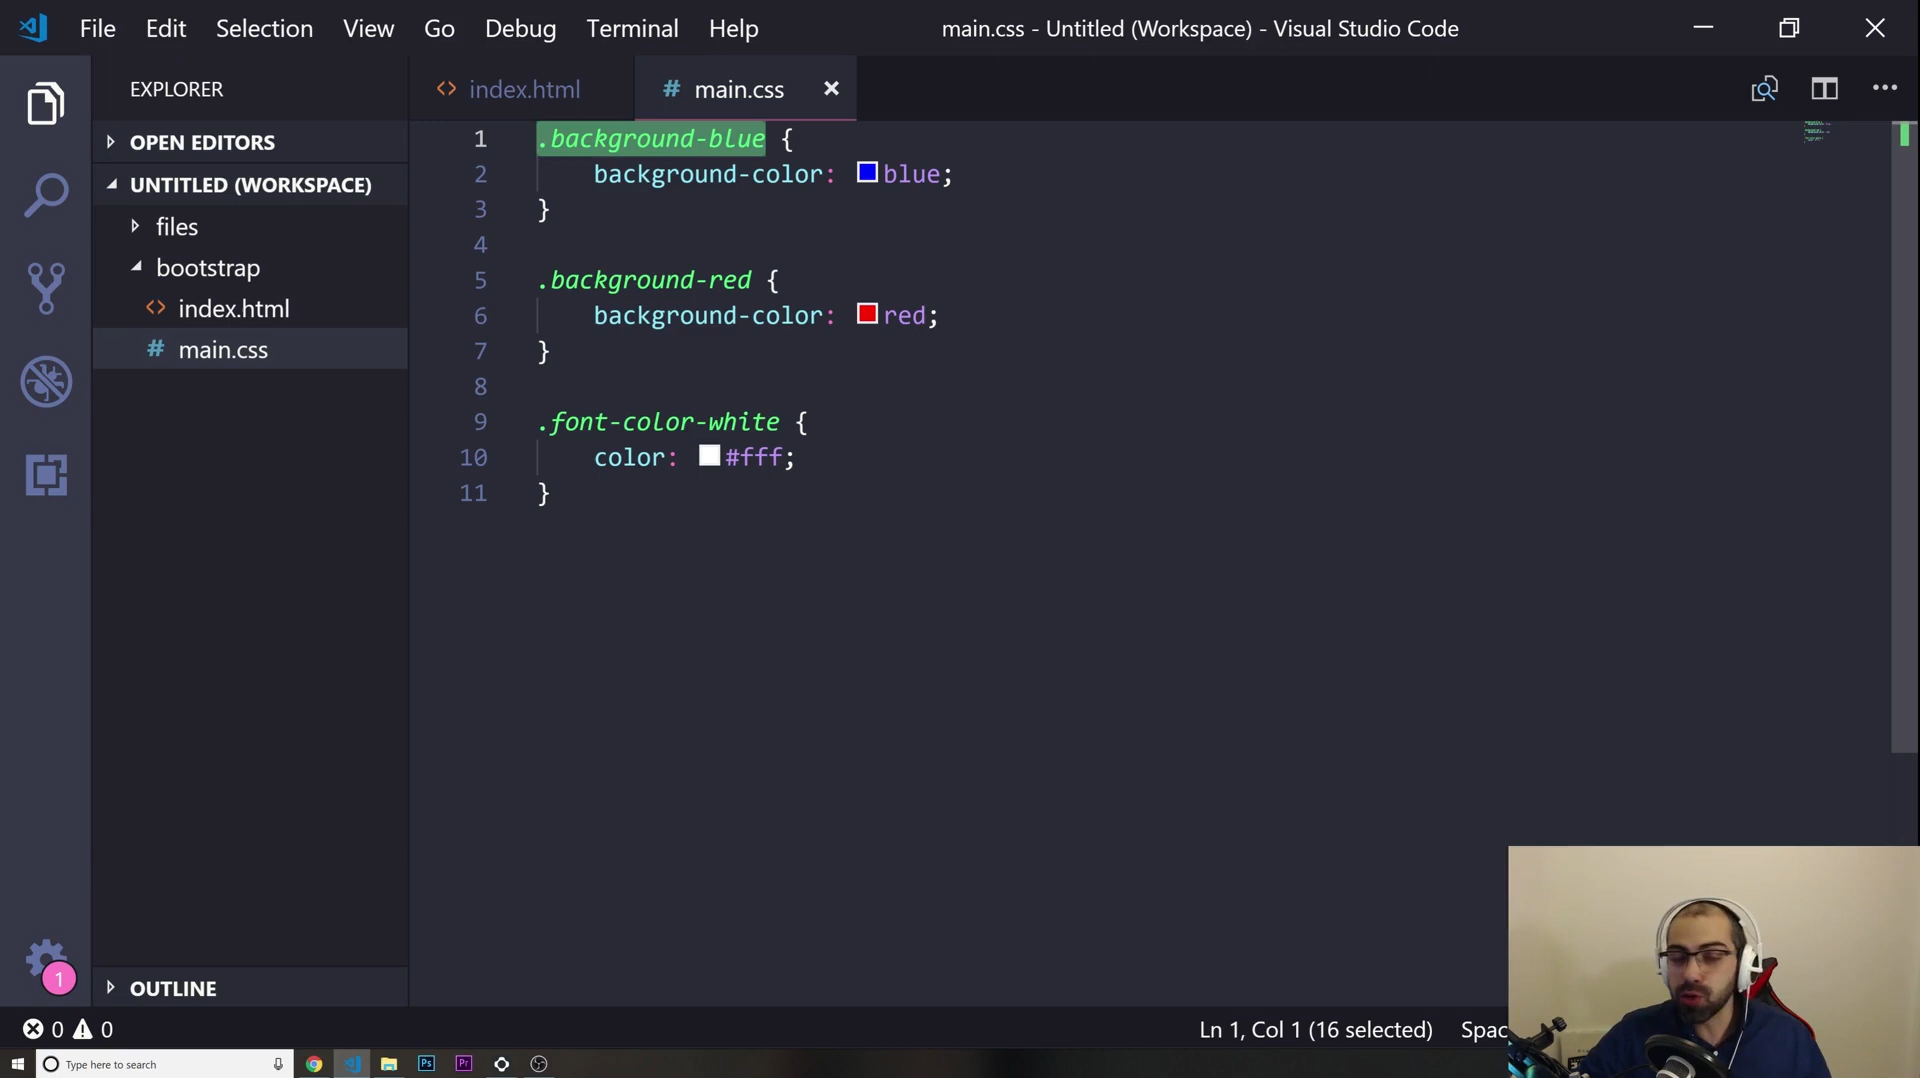 File Edit Selection View Go Debug Terminal Help main.css - Untitled (Workspace) - Visual Studio Code
EXPLORER
index.html
main.css
OPEN EDITORS
UNTITLED (WORKSPACE)
files
bootstrap
index.html
main.css
1 .background-blue {
2 background-color: blue;
3 }
4
5 .background-red {
6 background-color: red;
7 }
8
9 .font-color-white {
10 color: #fff;
11 }
1
OUTLINE
0 0
Ln 1, Col 1 (16 selected) Spac
Type here to search
Ps
Pr